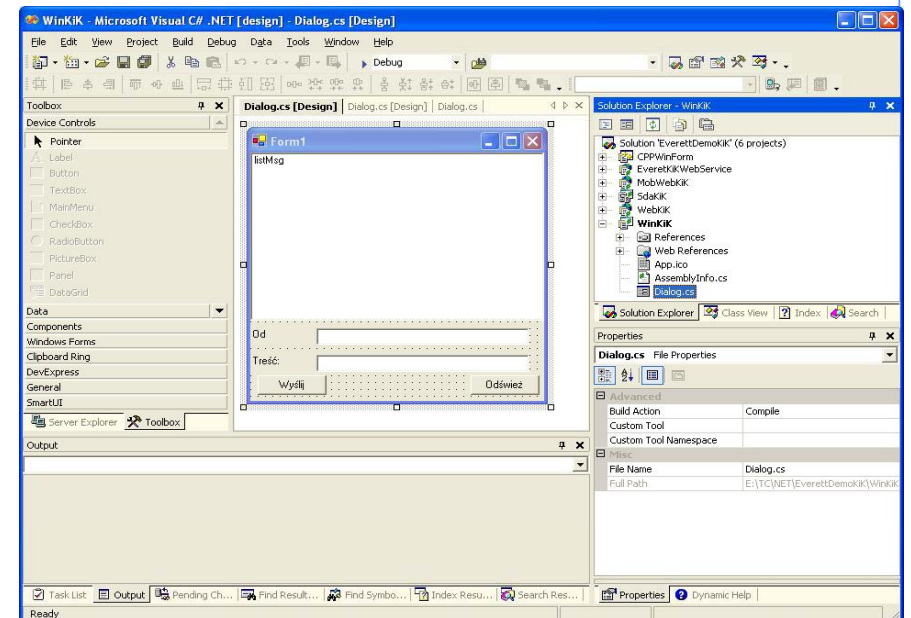 WinKiK - Microsoft Visual C# .NET [design] - Dialog.cs [Design]
File Edit View Project Build Debug Data Tools Window Help
Debug
Toolbox
Device Controls
Pointer
Label
Button
TextBox
MainMenu
CheckBox
RadioButton
PictureBox
Panel
DataGrid
Data
Components
Windows Forms
Clipboard Ring
DevExpress
General
SmartUI
Server Explorer Toolbox
Dialog.cs [Design] Dialog.cs [Design] Dialog.cs
Form1
listMsg
Od
Treść:
Wyślij Odśwież
Solution Explorer - WinKiK
Solution 'EverettDemoKiK' (6 projects)
CPPWinForm
EveretKiKWebService
MobWebKiK
SdaKiK
WebKiK
WinKiK
References
Web References
App.ico
AssemblyInfo.cs
Dialog.cs
Solution Explorer Class View Index Search
Properties
Dialog.cs File Properties
Advanced
Build Action Compile
Custom Tool
Custom Tool Namespace
Misc
File Name Dialog.cs
Full Path E:\TC\NET\EverettDemoKiK\WinKiK
Output
Task List Output Pending Ch... Find Result... Find Symbo... Index Resu... Search Res...
Properties Dynamic Help
Ready